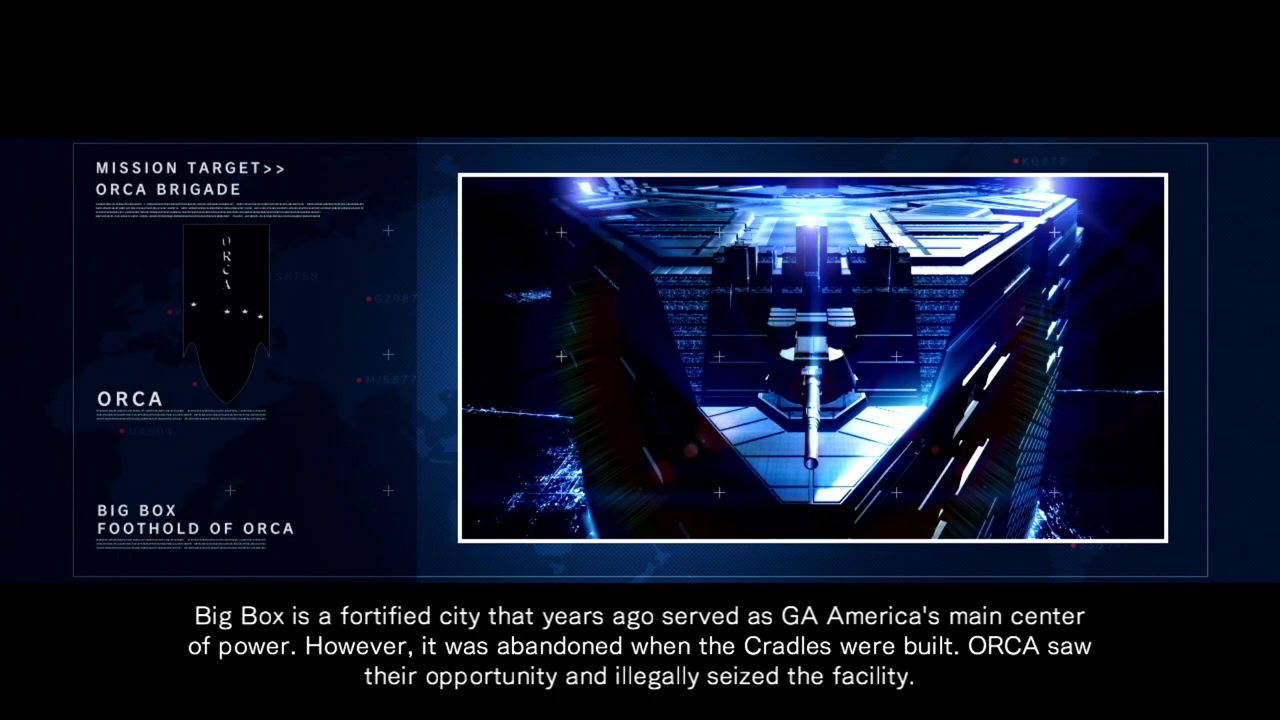 MISSION TARGET>>
ORCA BRIGADE
ORCA
ORCA
BIG BOX
FOOTHOLD OF ORCA
K0672
Big Box is a fortified city that years ago served as GA America's main center
of power. However, it was abandoned when the Cradles were built. ORCA saw
their opportunity and illegally seized the facility.